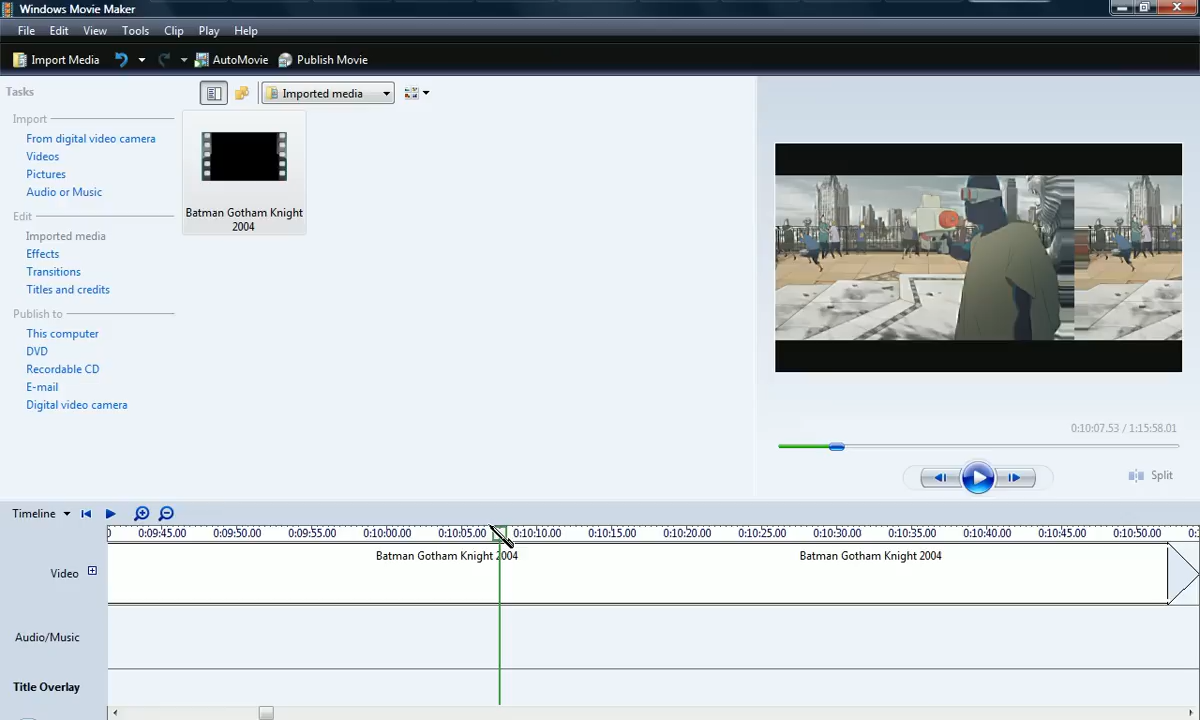 Windows Movie Maker
File Edit View Tools Clip Play Help
Import Media AutoMovie Publish Movie
Tasks
Imported media
Import
From digital video camera
Videos
Pictures
Audio or Music
Edit
Imported media
Effects
Transitions
Titles and credits
Publish to
This computer
DVD
Recordable CD
E-mail
Digital video camera
Batman Gotham Knight
2004
0:10:07.53 / 1:15:58.01
Split
Timeline
0:09:45.00 0:09:50.00 0:09:55.00 0:10:00.00 0:10:05.00 0:10:10.00 0:10:15.00 0:10:20.00 0:10:25.00 0:10:30.00 0:10:35.00 0:10:40.00 0:10:45.00 0:10:50.00
Video
Batman Gotham Knight 2004 Batman Gotham Knight 2004
Audio/Music
Title Overlay